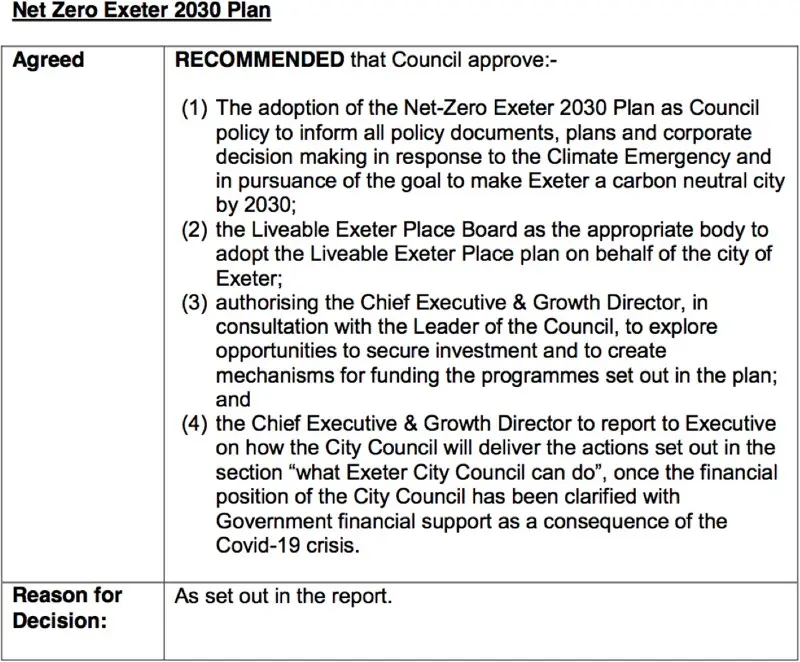 Net Zero Exeter 2030 Plan
Agreed
RECOMMENDED that Council approve:-
(1) The adoption of the Net-Zero Exeter 2030 Plan as Council
policy to inform all policy documents, plans and corporate
decision making in response to the Climate Emergency and
in pursuance of the goal to make Exeter a carbon neutral city
by 2030;
(2) the Liveable Exeter Place Board as the appropriate body to
adopt the Liveable Exeter Place plan on behalf of the city of
Exeter;
(3) authorising the Chief Executive & Growth Director, in
consultation with the Leader of the Council, to explore
opportunities to secure investment and to create
mechanisms for funding the programmes set out in the plan;
and
(4) the Chief Executive & Growth Director to report to Executive
on how the City Council will deliver the actions set out in the
section “what Exeter City Council can do”, once the financial
position of the City Council has been clarified with
Government financial support as a consequence of the
Covid-19 crisis.
Reason for
Decision:
As set out in the report.